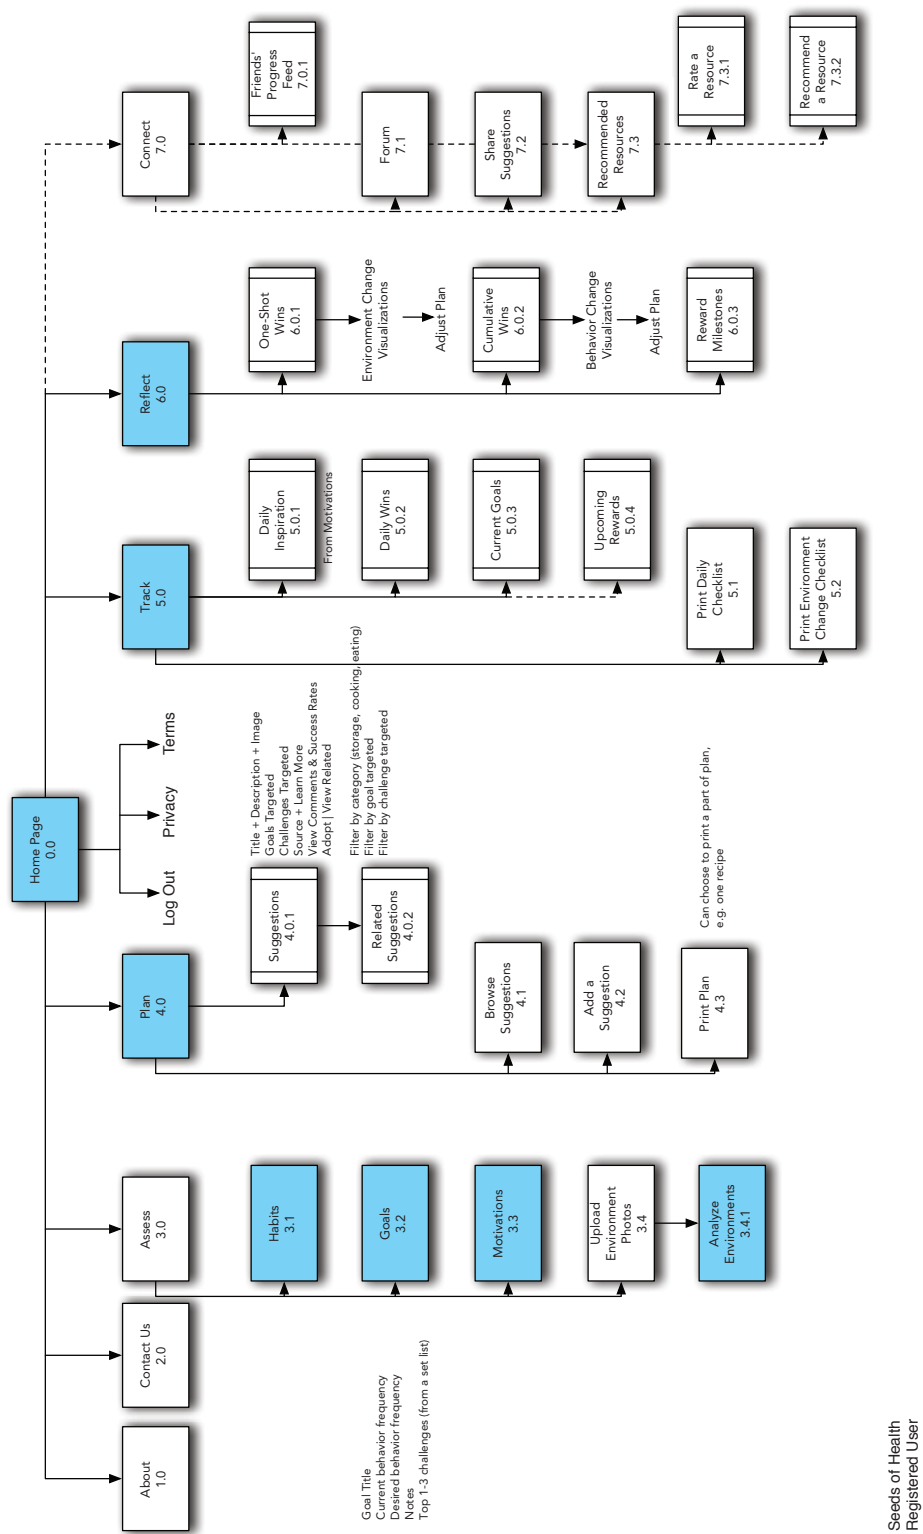 Home Page
0.0
Log Out
Privacy
Terms
About
1.0
Contact Us
2.0
Assess
3.0
Habits
3.1
Goals
3.2
Goal Title
Current behavior frequency
Desired behavior frequency
Notes
Top 1-3 challenges (from a set list)
Motivations
3.3
Upload
Environment
Photos
3.4
Analyze
Environments
3.4.1
Plan
4.0
Suggestions
4.0.1
Title + Description + Image
Goals Targeted
Challenges Targeted
Source + Learn More
View Comments & Success Rates
Adopt | View Related
Related
Suggestions
4.0.2
Filter by category (storage, cooking, eating)
Filter by goal targeted
Filter by challenge targeted
Browse
Suggestions
4.1
Add a
Suggestion
4.2
Print Plan
4.3
Can choose to print a part of plan,
e.g. one recipe
Track
5.0
Daily
Inspiration
5.0.1
From Motivations
Daily Wins
5.0.2
Current Goals
5.0.3
Upcoming
Rewards
5.0.4
Print Daily
Checklist
5.1
Print Environment
Change Checklist
5.2
Reflect
6.0
One-Shot
Wins
6.0.1
Environment Change
Visualizations
Adjust Plan
Cumulative
Wins
6.0.2
Behavior Change
Visualizations
Adjust Plan
Reward
Milestones
6.0.3
Connect
7.0
Friends'
Progress
Feed
7.0.1
Forum
7.1
Share
Suggestions
7.2
Recommended
Resources
7.3
Rate a
Resource
7.3.1
Recommend
a Resource
7.3.2
Seeds of Health
Registered User